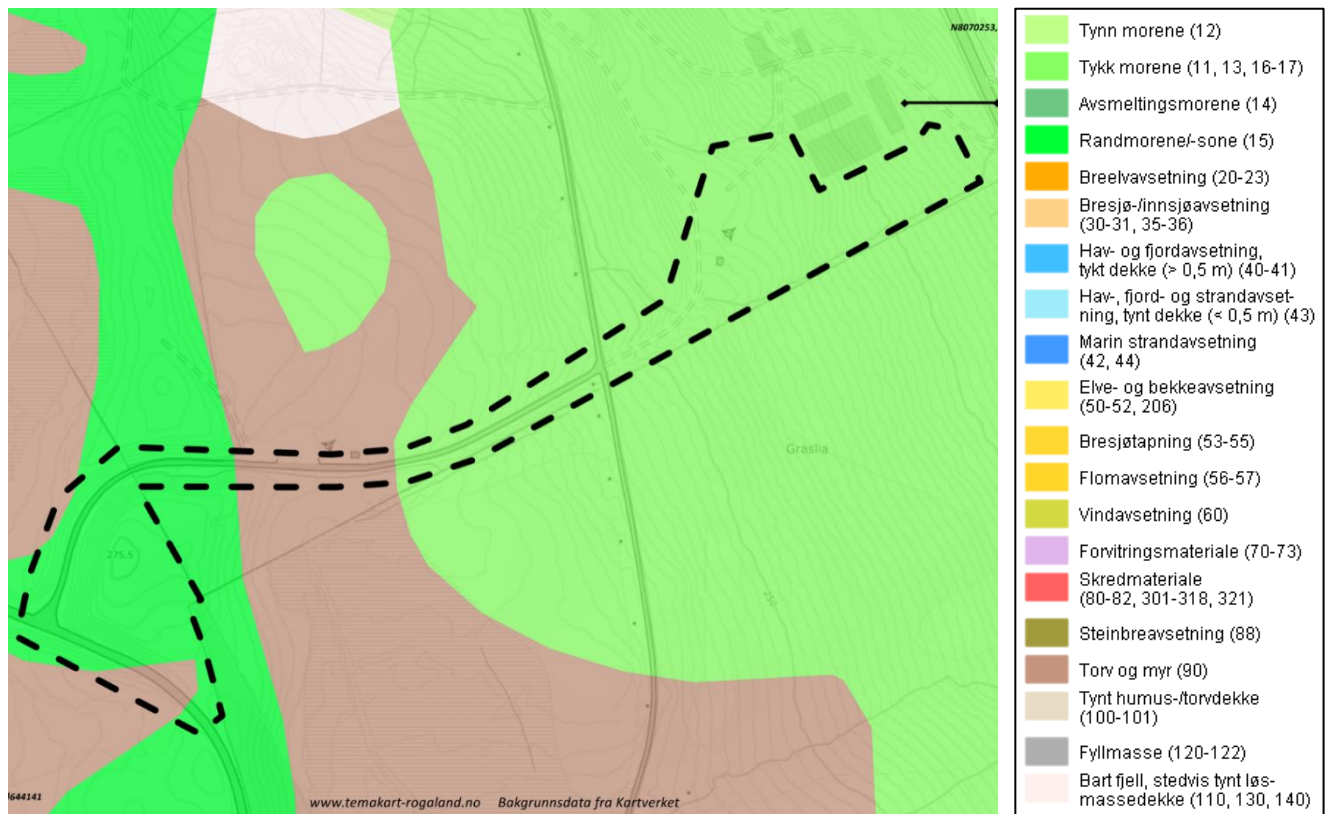 N8070253,
275,5
Graslia
250
644141
www.temakart-rogaland.no Bakgrunnsdata fra Kartverket
Tynn morene (12)
Tykk morene (11, 13, 16-17)
Avsmeltingsmorene (14)
Randmorene/-sone (15)
Breelvavsetning (20-23)
Bresjø-/innsjøavsetning
(30-31, 35-36)
Hav- og fjordavsetning,
tykt dekke (> 0,5 m) (40-41)
Hav-, fjord- og strandavset-
ning, tynt dekke (< 0,5 m) (43)
Marin strandavsetning
(42, 44)
Elve- og bekkeavsetning
(50-52, 206)
Bresjøtapning (53-55)
Flomavsetning (56-57)
Vindavsetning (60)
Forvitringsmateriale (70-73)
Skredmateriale
(80-82, 301-318, 321)
Steinbreavsetning (88)
Torv og myr (90)
Tynt humus-/torvdekke
(100-101)
Fyllmasse (120-122)
Bart fjell, stedvis tynt løs-
massedekke (110, 130, 140)